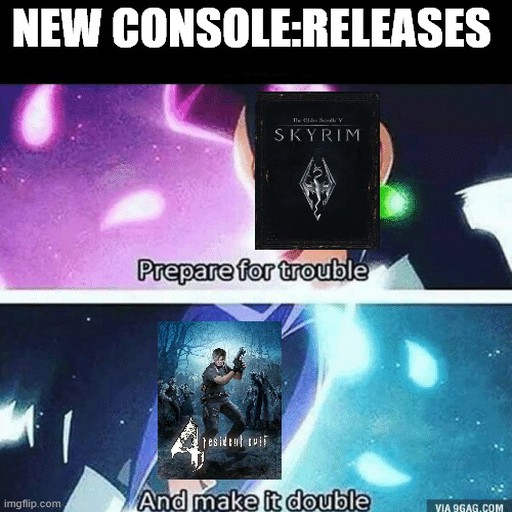 NEW CONSOLE:RELEASES
The Elder Scrolls V
SKYRIM
Prepare for trouble
4 resident evil
And make it double
imgflip.com
VIA 9GAG.COM